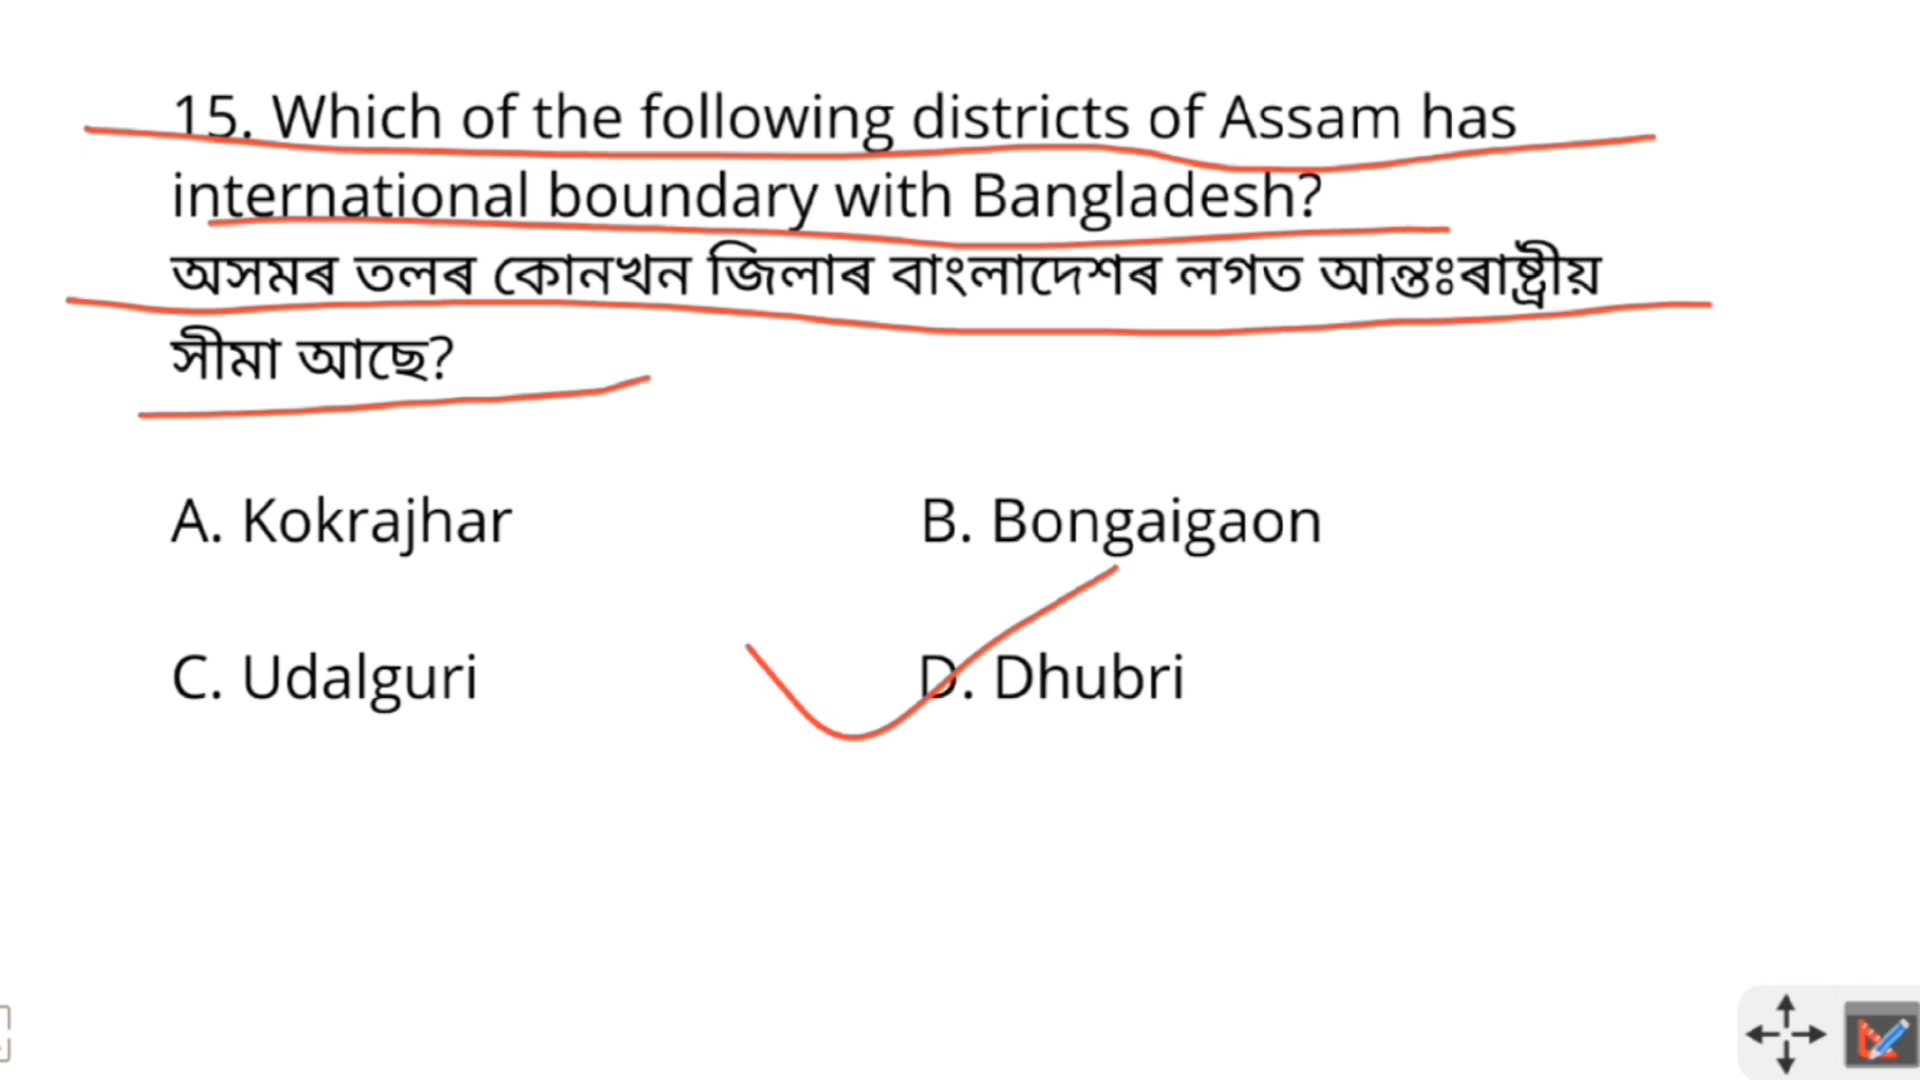 15. Which of the following districts of Assam has
international boundary with Bangladesh?
অসমৰ তলৰ কোনখন জিলাৰ বাংলাদেশৰ লগত আন্তঃৰাষ্ট্ৰীয়
সীমা আছে?
A. Kokrajhar B. Bongaigaon
C. Udalguri D. Dhubri